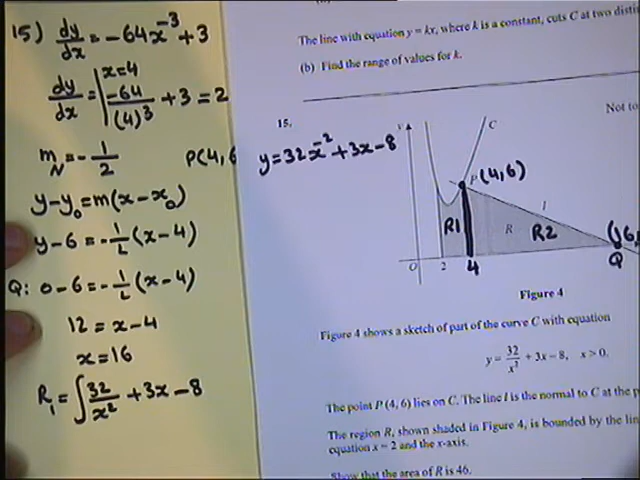 15) dy/dx = -64x^-3 + 3
dy/dx = | x=4 -64/(4)^3 + 3 = 2
m_N = -1/2
P(4,6
y-y_0 = m(x-x_0)
y-6 = -1/2(x-4)
Q: 0-6 = -1/2(x-4)
12 = x-4
x=16
R_1 = ∫ 32/x² + 3x - 8
The line with equation y = kx, where k is a constant, cuts C at two
(b) Find the range of values for k.
15.
Not to
y = 32x^-2 + 3x - 8
y
C
P(4,6)
l
R1
R
R2
(16,
O
2
4
Q
Figure 4
Figure 4 shows a sketch of part of the curve C with equation
y = 32/x² + 3x - 8, x > 0.
The point P(4, 6) lies on C. The line l is the normal to C at the
The region R, shown shaded in Figure 4, is bounded by the
equation x = 2 and the x-axis.
Show that the area of R is 46.